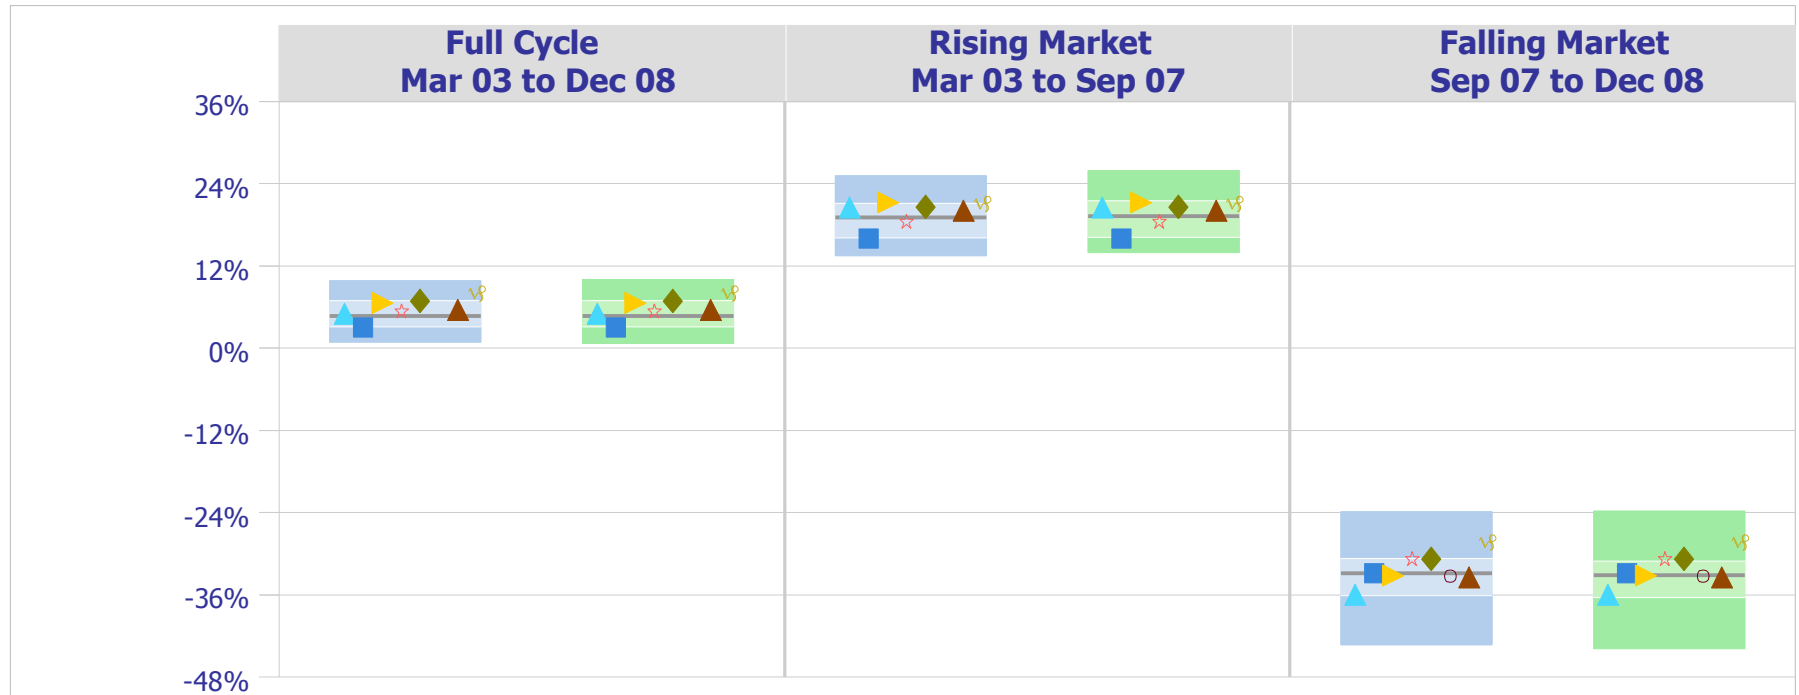 Full Cycle
Mar 03 to Dec 08
Rising Market
Mar 03 to Sep 07
Falling Market
Sep 07 to Dec 08
36%
24%
12%
0%
-12%
-24%
-36%
-48%